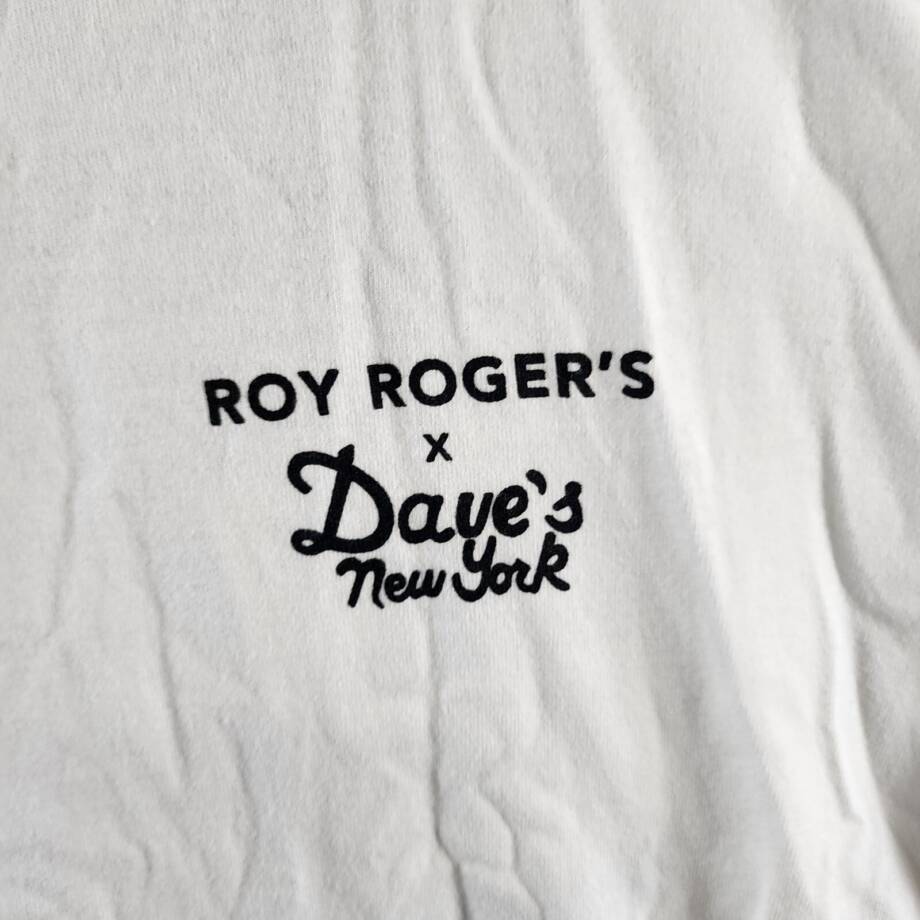 ROY ROGER'S
x
Dave's
New York